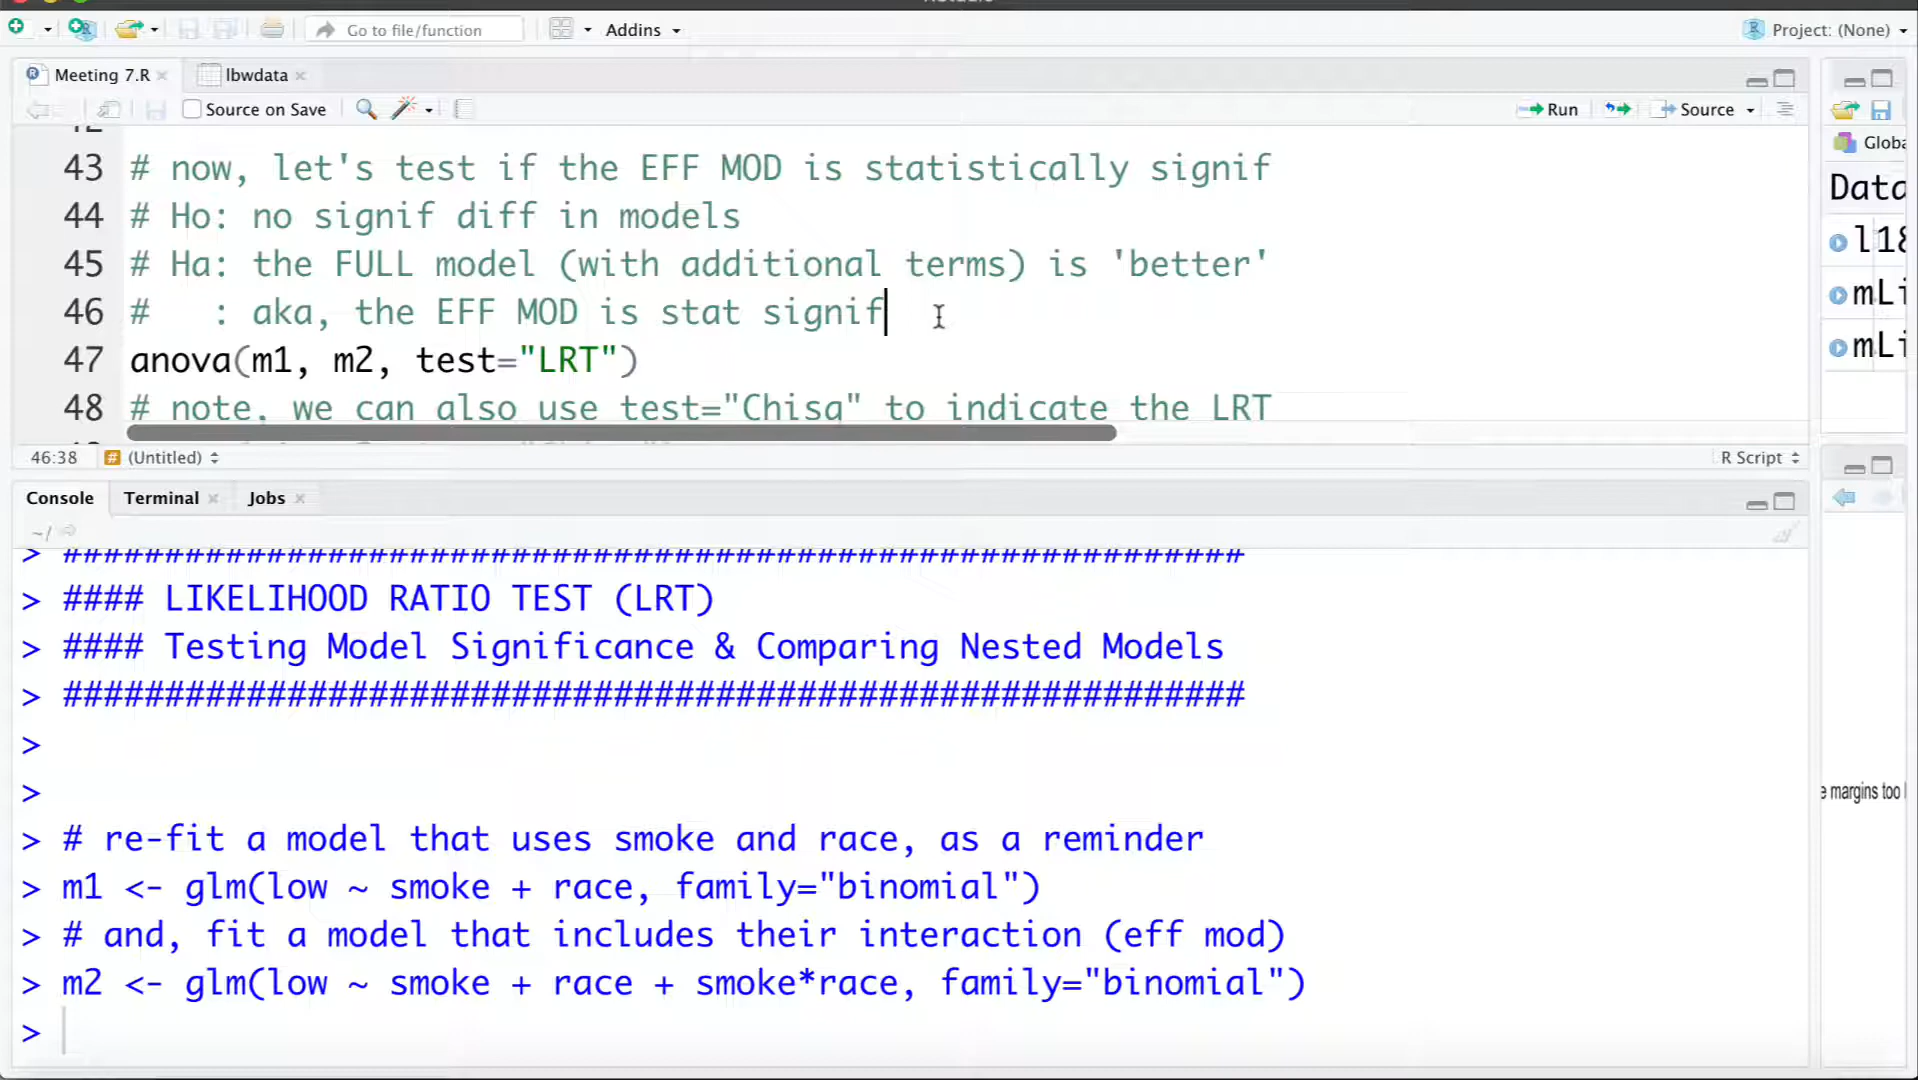 Go to file/function
Addins
Project: (None)
Meeting 7.R
lbwdata
Source on Save
Run
Source
43 # now, let's test if the EFF MOD is statistically signif
44 # Ho: no signif diff in models
45 # Ha: the FULL model (with additional terms) is 'better'
46 #    : aka, the EFF MOD is stat signif
47 anova(m1, m2, test="LRT")
48 # note, we can also use test="Chisq" to indicate the LRT
46:38
(Untitled)
R Script
Globa
Data
l18
mLi
mLi
Console
Terminal
Jobs
~/
> ##########################################################
> #### LIKELIHOOD RATIO TEST (LRT)
> #### Testing Model Significance & Comparing Nested Models
> ##########################################################
>
>
> # re-fit a model that uses smoke and race, as a reminder
> m1 <- glm(low ~ smoke + race, family="binomial")
> # and, fit a model that includes their interaction (eff mod)
> m2 <- glm(low ~ smoke + race + smoke*race, family="binomial")
>
e margins too l